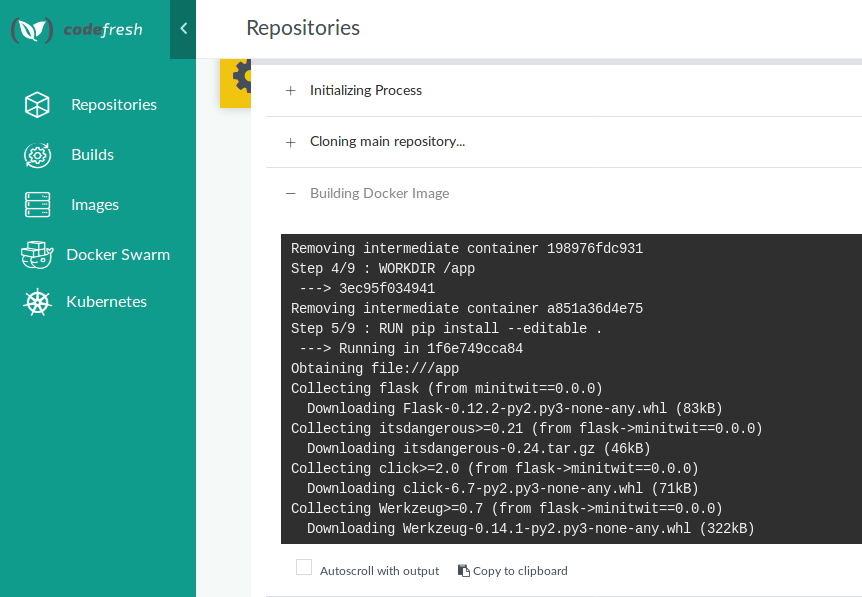 codefresh
Repositories
Repositories
Builds
Images
Docker Swarm
Kubernetes
+ Initializing Process
+ Cloning main repository...
− Building Docker Image
Removing intermediate container 198976fdc931
Step 4/9 : WORKDIR /app
 ---> 3ec95f034941
Removing intermediate container a851a36d4e75
Step 5/9 : RUN pip install --editable .
 ---> Running in 1f6e749cca84
Obtaining file:///app
Collecting flask (from minitwit==0.0.0)
  Downloading Flask-0.12.2-py2.py3-none-any.whl (83kB)
Collecting itsdangerous>=0.21 (from flask->minitwit==0.0.0)
  Downloading itsdangerous-0.24.tar.gz (46kB)
Collecting click>=2.0 (from flask->minitwit==0.0.0)
  Downloading click-6.7-py2.py3-none-any.whl (71kB)
Collecting Werkzeug>=0.7 (from flask->minitwit==0.0.0)
  Downloading Werkzeug-0.14.1-py2.py3-none-any.whl (322kB)
Autoscroll with output Copy to clipboard